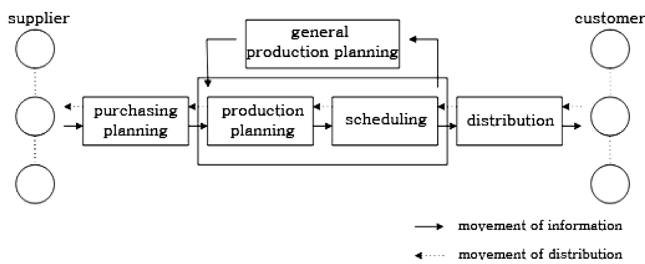 supplier
customer
general
production planning
purchasing
planning
production
planning
scheduling
distribution
movement of information
movement of distribution